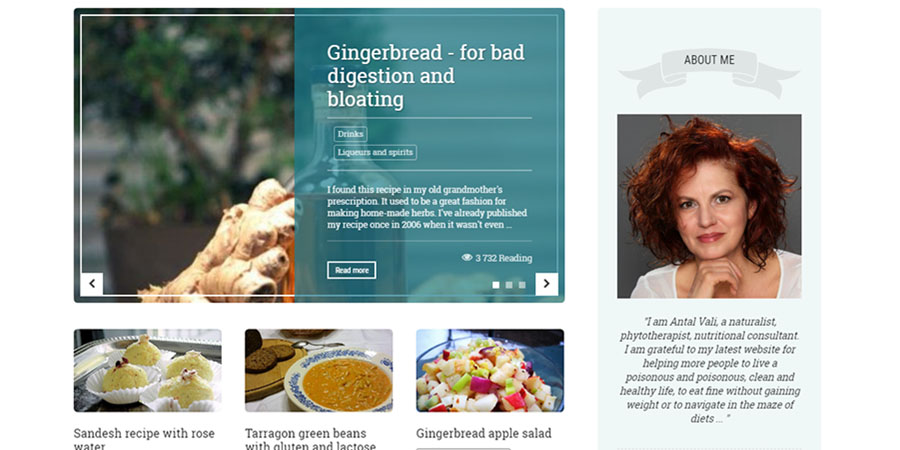 Gingerbread - for bad
digestion and
bloating
Drinks
Liqueurs and spirits
I found this recipe in my old grandmother's
prescription. It used to be a great fashion for
making home-made herbs. I've already published
my recipe once in 2006 when it wasn't even ...
3 732 Reading
Read more
Sandesh recipe with rose
water
Tarragon green beans
with gluten and lactose
Gingerbread apple salad
ABOUT ME
"I am Antal Vali, a naturalist,
phytotherapist, nutritional consultant.
I am grateful to my latest website for
helping more people to live a
poisonous and poisonous, clean and
healthy life, to eat fine without gaining
weight or to navigate in the maze of
diets ... "